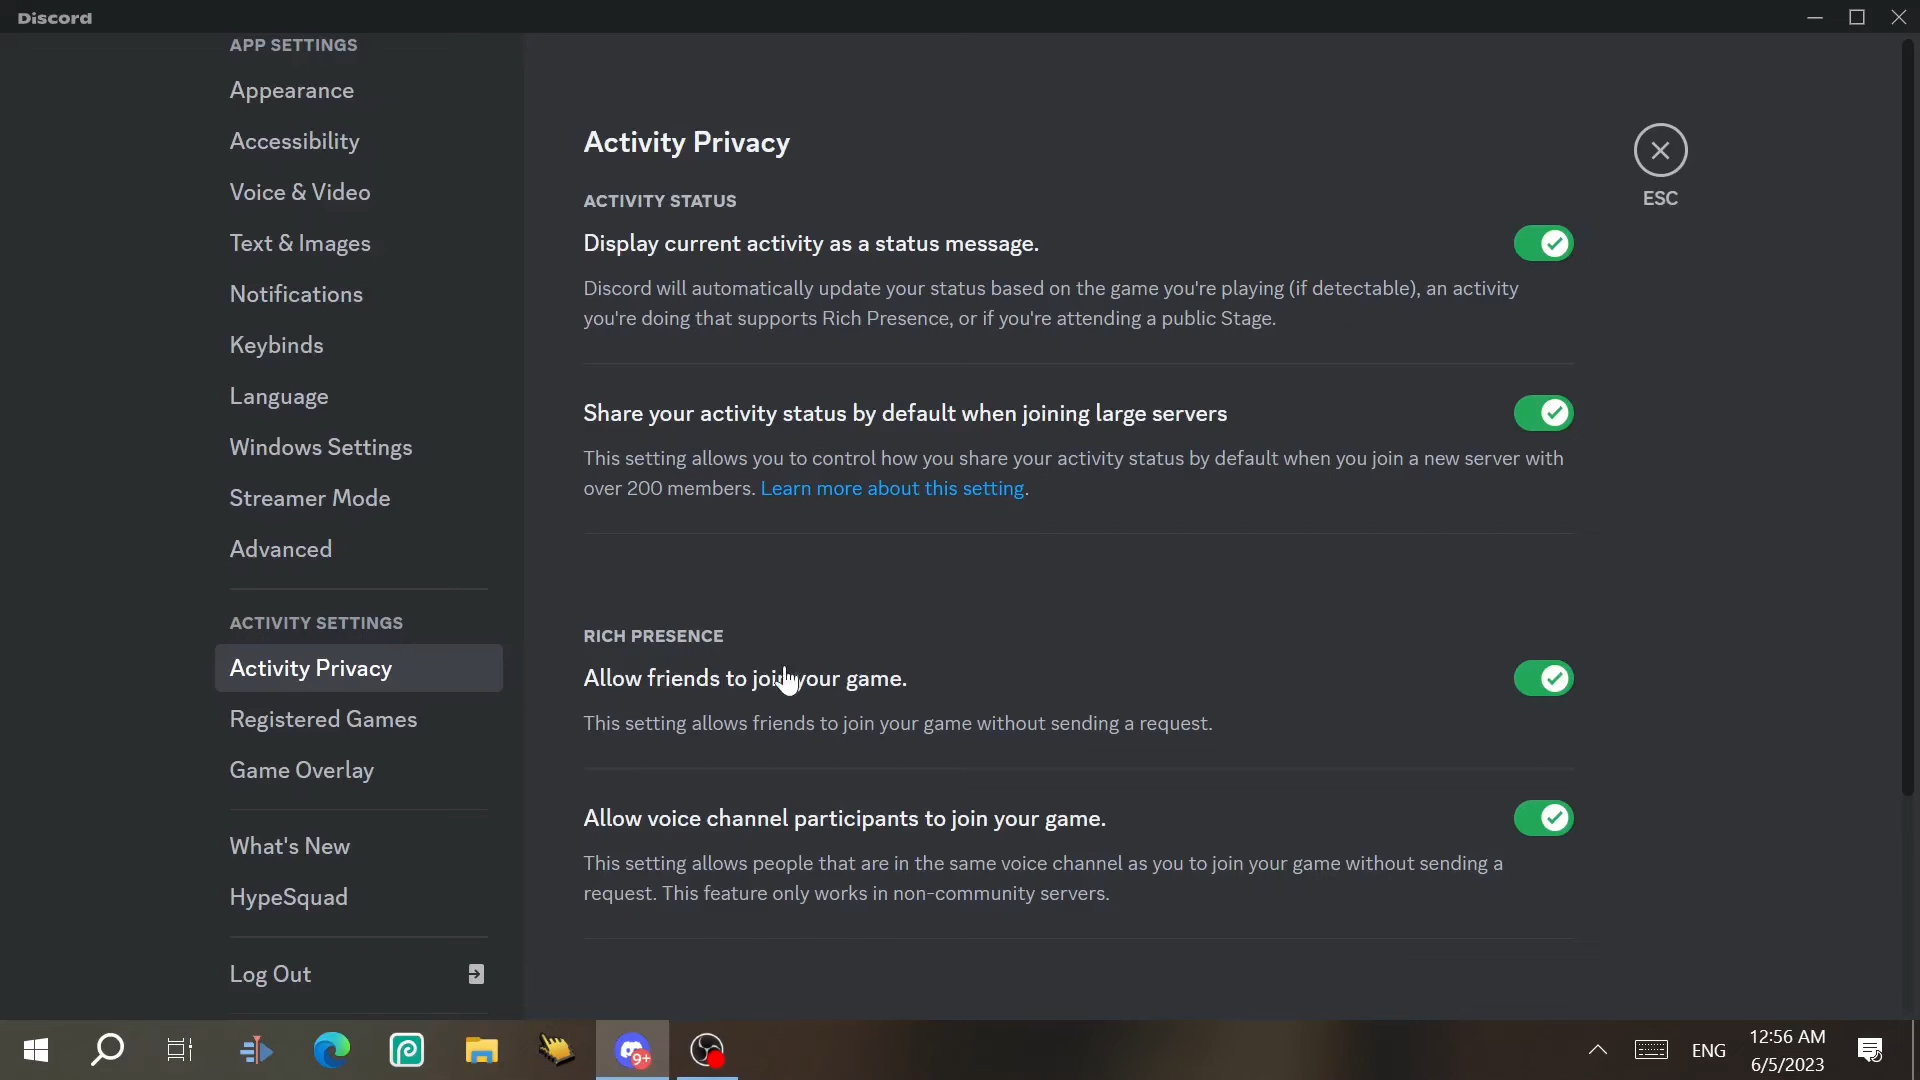 Discord
APP SETTINGS
Appearance
Accessibility
Voice & Video
Text & Images
Notifications
Keybinds
Language
Windows Settings
Streamer Mode
Advanced
ACTIVITY SETTINGS
Activity Privacy
Registered Games
Game Overlay
What's New
HypeSquad
Log Out
Activity Privacy
ESC
ACTIVITY STATUS
Display current activity as a status message.
Discord will automatically update your status based on the game you're playing (if detectable), an activity
you're doing that supports Rich Presence, or if you're attending a public Stage.
Share your activity status by default when joining large servers
This setting allows you to control how you share your activity status by default when you join a new server with
over 200 members. Learn more about this setting.
RICH PRESENCE
Allow friends to join your game.
This setting allows friends to join your game without sending a request.
Allow voice channel participants to join your game.
This setting allows people that are in the same voice channel as you to join your game without sending a
request. This feature only works in non-community servers.
9+
ENG
12:56 AM
6/5/2023